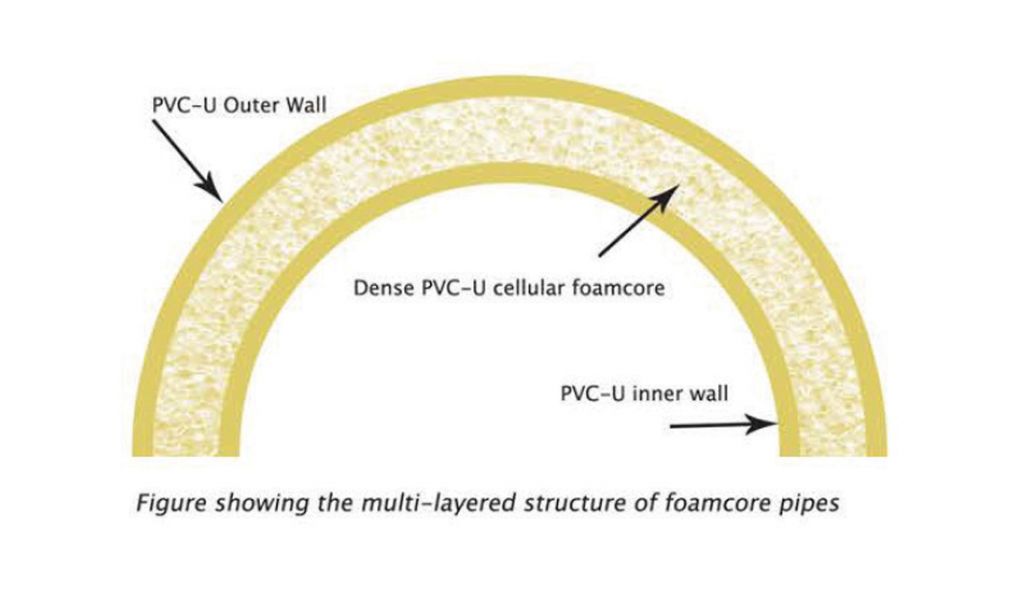 PVC-U Outer Wall
Dense PVC-U cellular foamcore
PVC-U inner wall
Figure showing the multi-layered structure of foamcore pipes